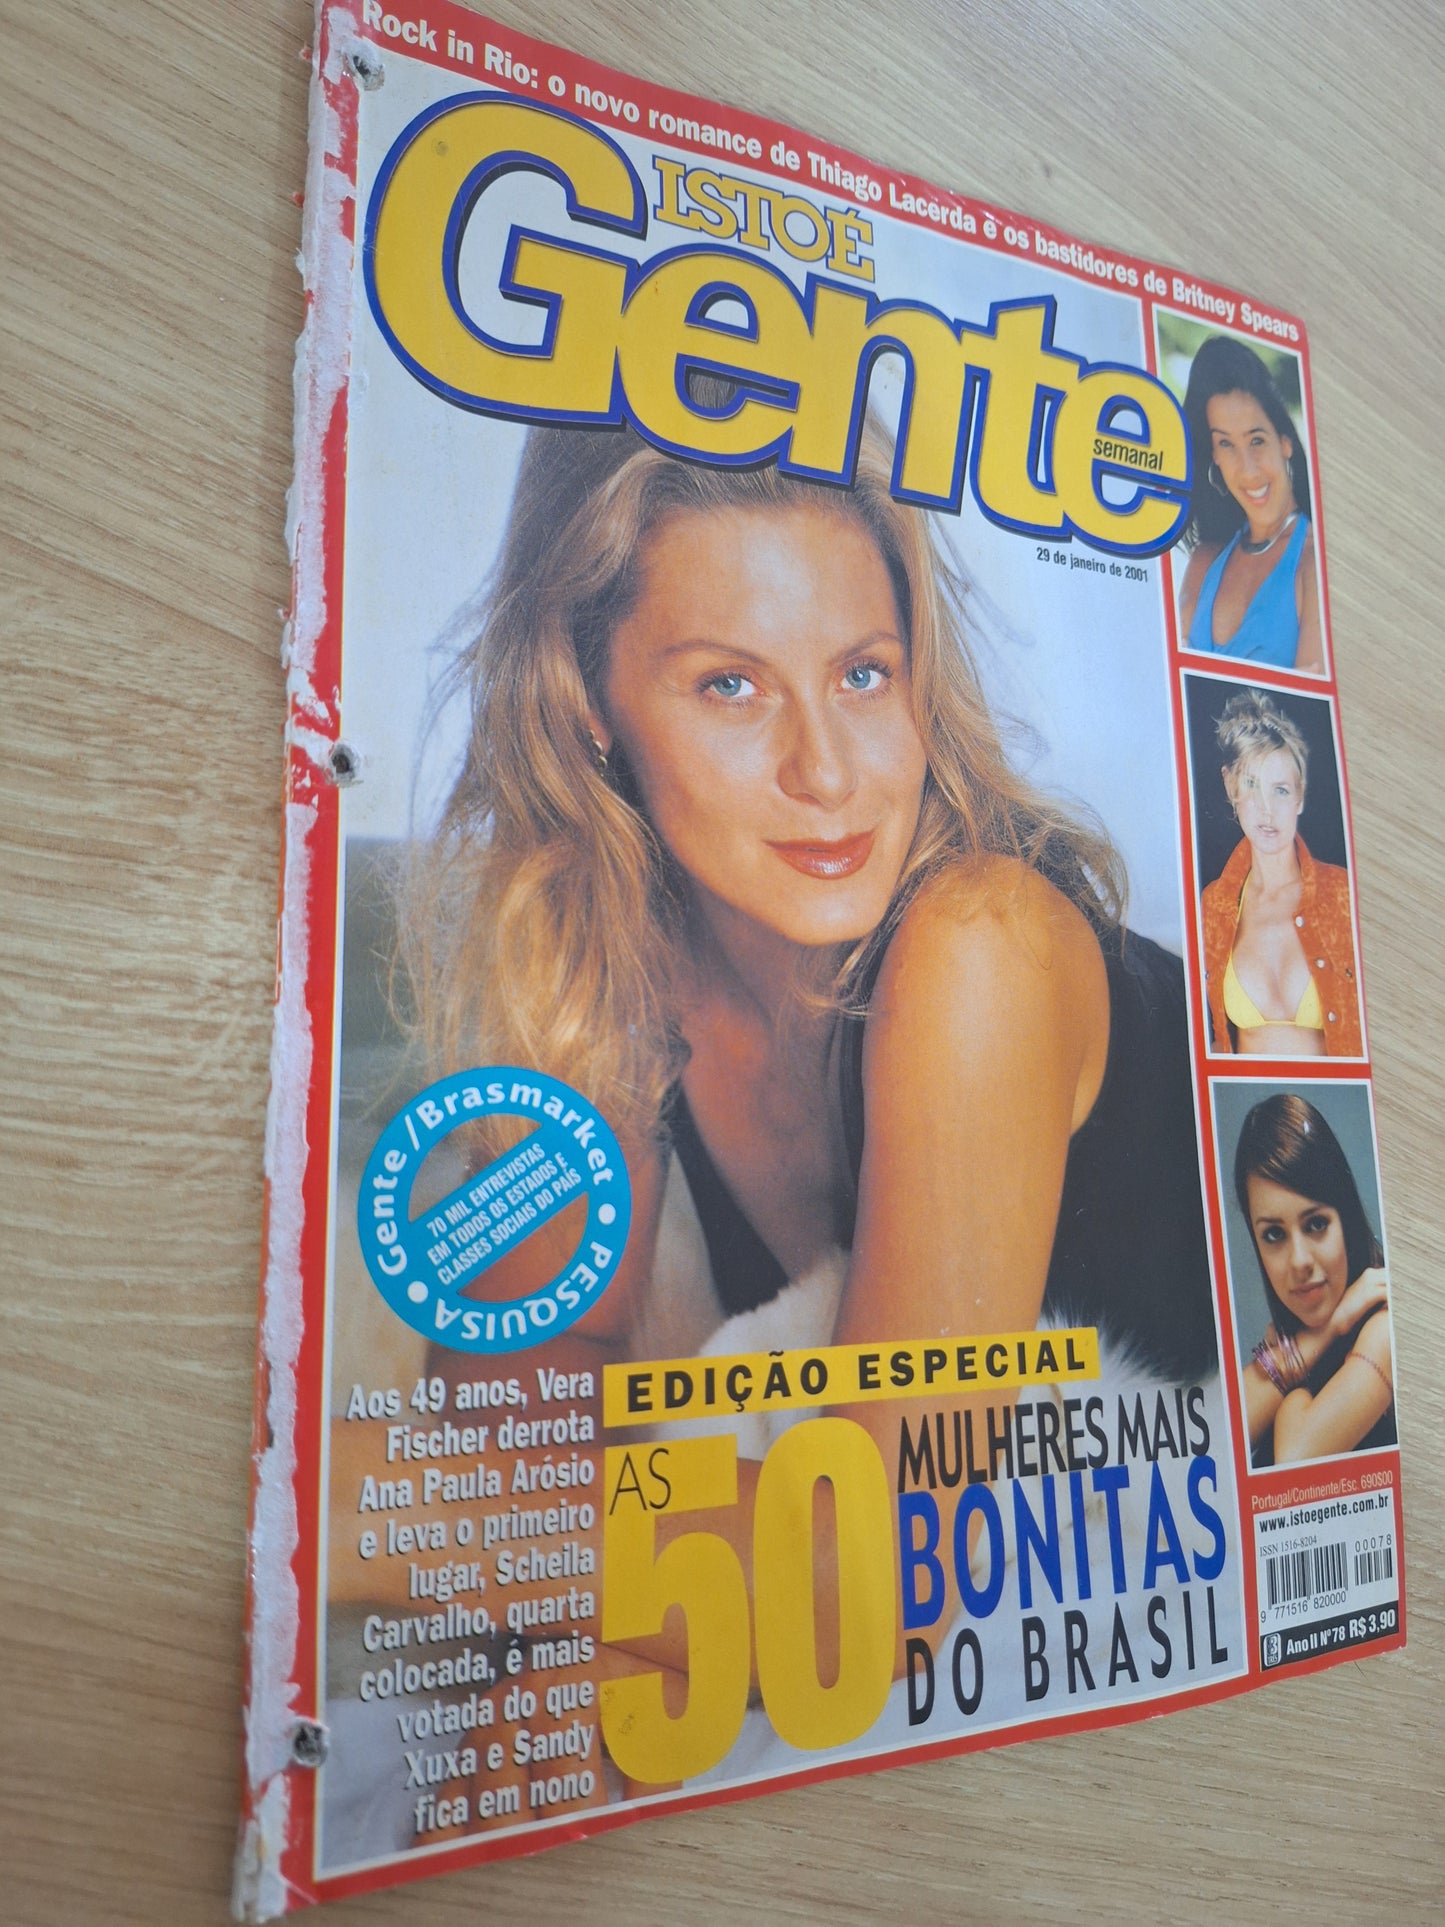 Rock in Rio: o novo romance de Thiago Lacerda e os bastidores de Britney Spears
ISTOÉ
Gente
semanal
29 de janeiro de 2001
Gente/Brasmarket • PESQUISA •
70 MIL ENTREVISTAS
EM TODOS OS ESTADOS E
CLASSES SOCIAIS DO PAÍS
Aos 49 anos, Vera
Fischer derrota
Ana Paula Arósio
e leva o primeiro
lugar, Scheila
Carvalho, quarta
colocada, é mais
votada do que
Xuxa e Sandy
fica em nono
EDIÇÃO ESPECIAL
AS 50 MULHERES MAIS
BONITAS
DO BRASIL
Portugal/Continente/Esc. 690$00
www.istoegente.com.br
ISSN 1516-8204
00078
9 771516 820000
3
TRÊS
Ano II Nº 78 R$ 3,90